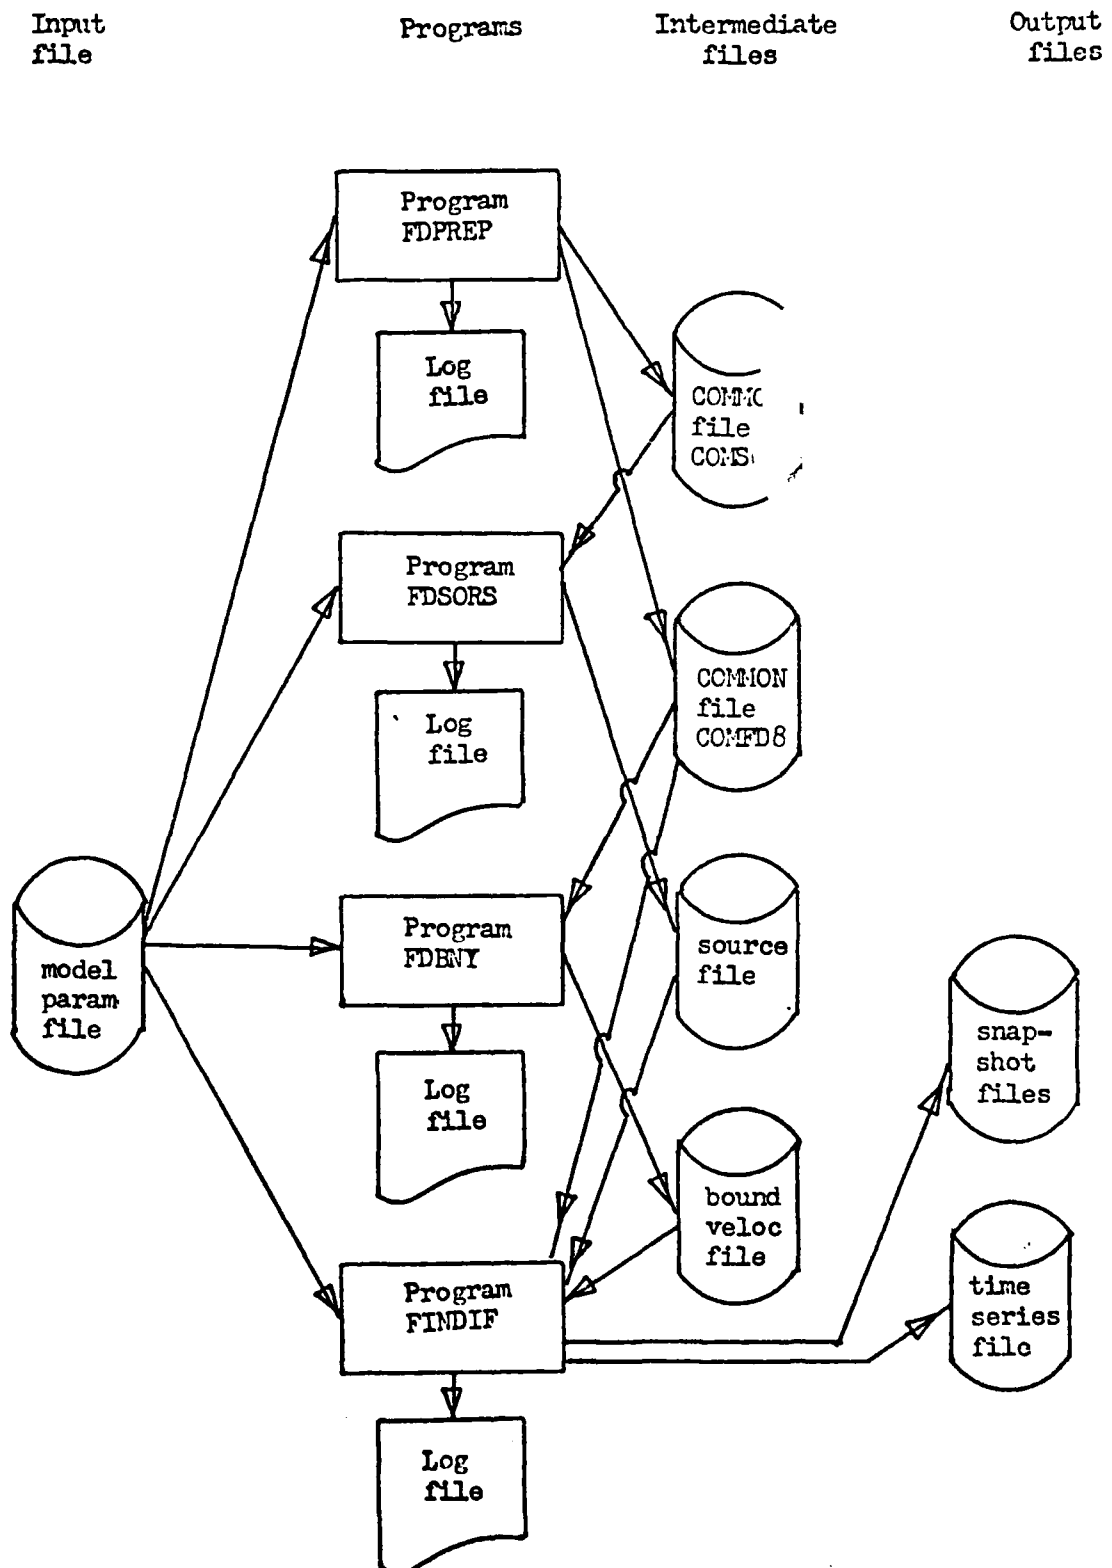 Input
file
Programs
Intermediate
files
Output
files
Program
FDPREP
Log
file
file
Program
FDSORS
Log
file
COMMON
file
COMFD8
Program
FDBNY
Log
file
source
file
model
param
file
snap-
shot
files
bound
veloc
file
Program
FINDIF
time
series
file
Log
file